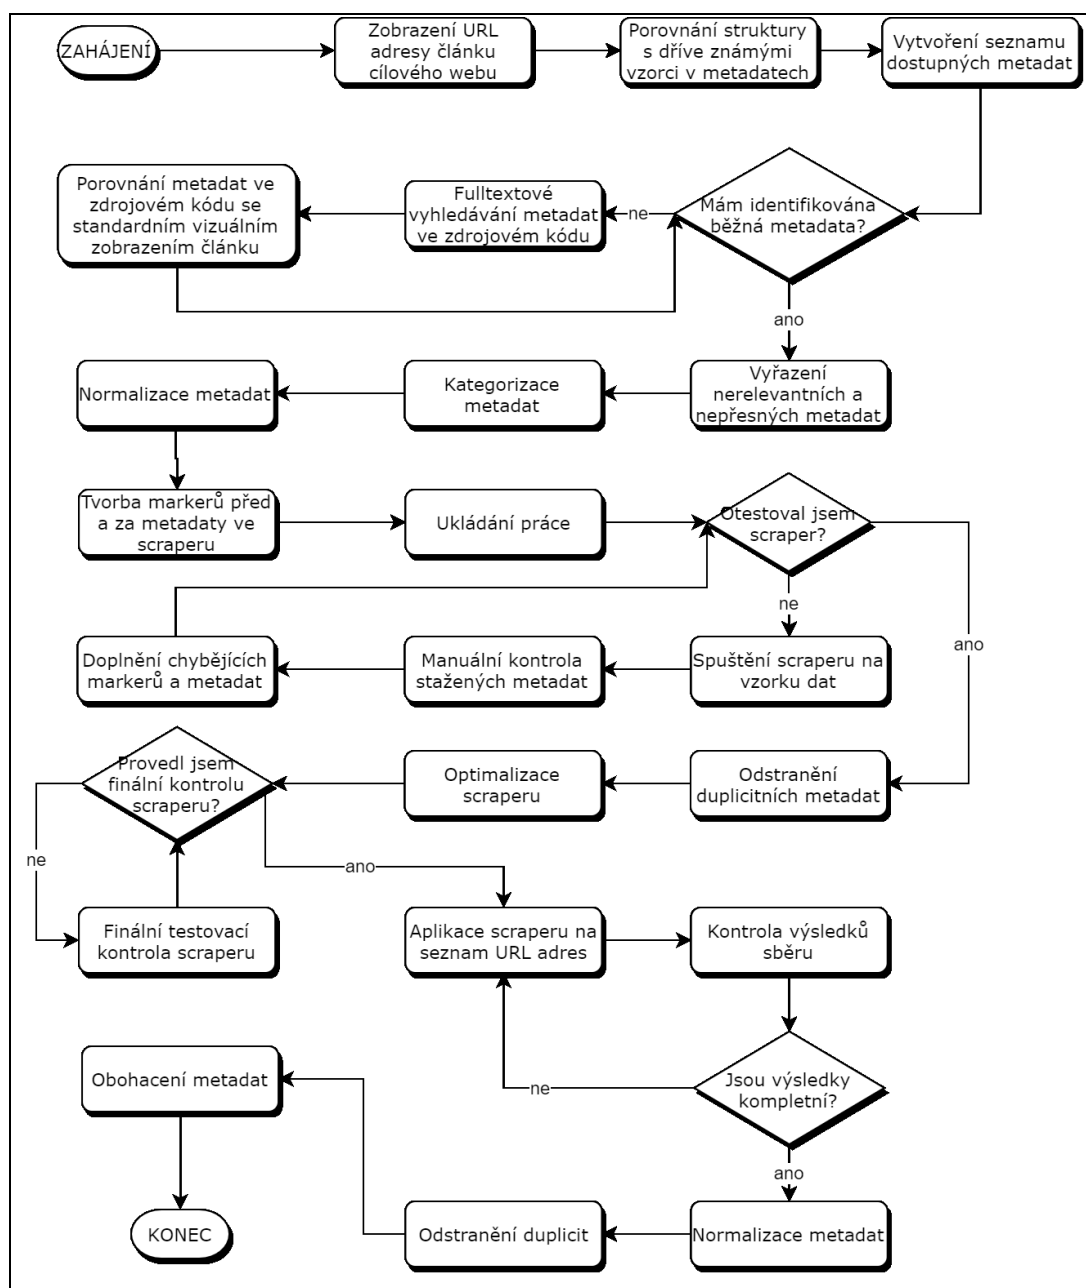 ZAHÁJENÍ
Zobrazení URL
adresy článku
cílového webu
Porovnání struktury
s dříve známými
vzorci v metadatech
Vytvoření seznamu
dostupných metadat
Mám identifikována
běžná metadata?
ne
Fulltextové
vyhledávání metadat
ve zdrojovém kódu
Porovnání metadat ve
zdrojovém kódu se
standardním vizuálním
zobrazením článku
ano
Vyřazení
nerelevantních a
nepřesných metadat
Kategorizace
metadat
Normalizace metadat
Tvorba markerů před
a za metadaty ve
scraperu
Ukládání práce
Otestoval jsem
scraper?
ne
ano
Spuštění scraperu na
vzorku dat
Manuální kontrola
stažených metadat
Doplnění chybějících
markerů a metadat
Odstranění
duplicitních metadat
Optimalizace
scraperu
Provedl jsem
finální kontrolu
scraperu?
ne
ano
Finální testovací
kontrola scraperu
Aplikace scraperu na
seznam URL adres
Kontrola výsledků
sběru
Jsou výsledky
kompletní?
ne
ano
Normalizace metadat
Odstranění duplicit
Obohacení metadat
KONEC